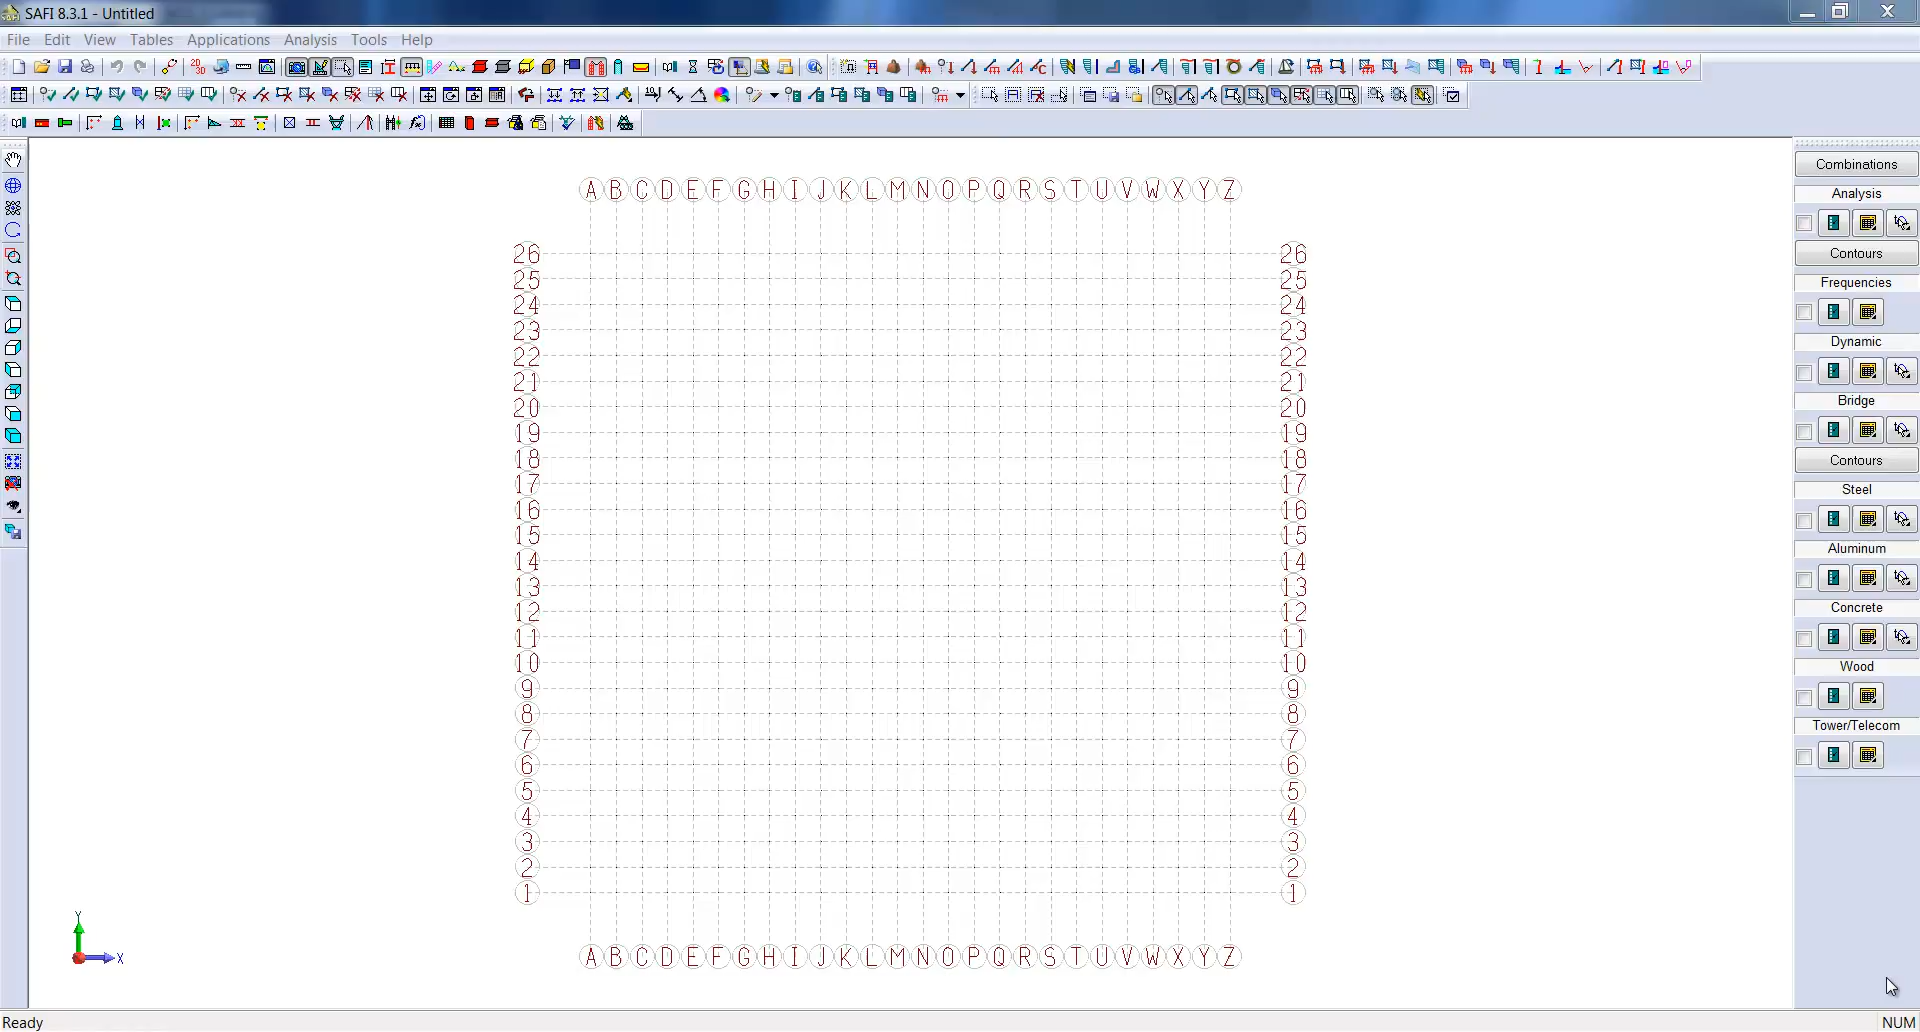 SAFI 8.3.1 - Untitled
File Edit View Tables Applications Analysis Tools Help
Combinations
Analysis
Contours
Frequencies
Dynamic
Bridge
Contours
Steel
Aluminum
Concrete
Wood
Tower/Telecom
A B C D E F G H I J K L M N O P Q R S T U V W X Y Z
26 26
25 25
24 24
23 23
22 22
21 21
20 20
19 19
18 18
17 17
16 16
15 15
14 14
13 13
12 12
11 11
10 10
9 9
8 8
7 7
6 6
5 5
4 4
3 3
2 2
1 1
A B C D E F G H I J K L M N O P Q R S T U V W X Y Z
Y
X
Ready NUM